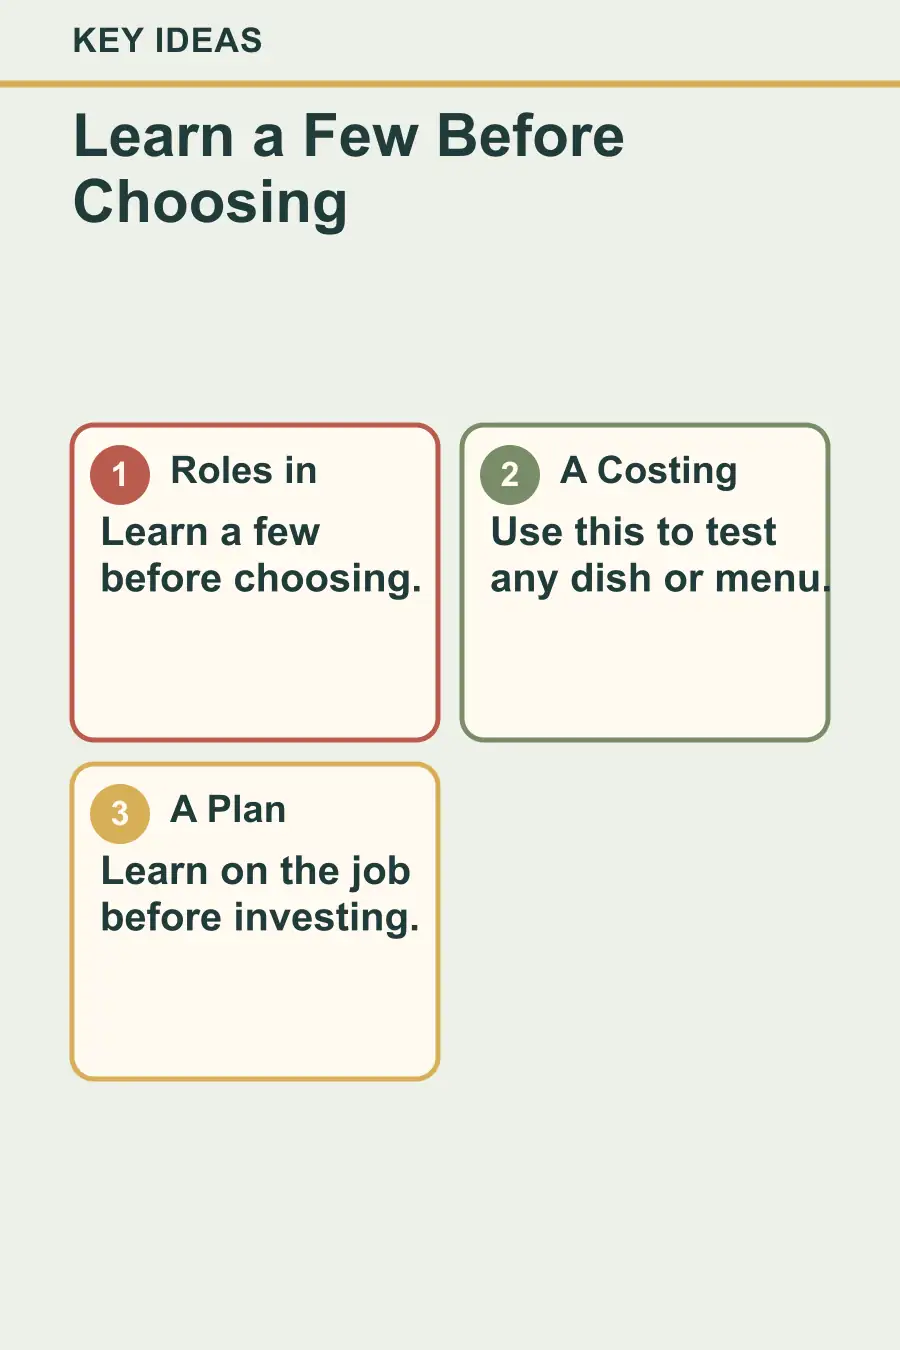 KEY IDEAS
Learn a Few Before
Choosing
1 Roles in
Learn a few
before choosing.
2 A Costing
Use this to test
any dish or menu.
3 A Plan
Learn on the job
before investing.